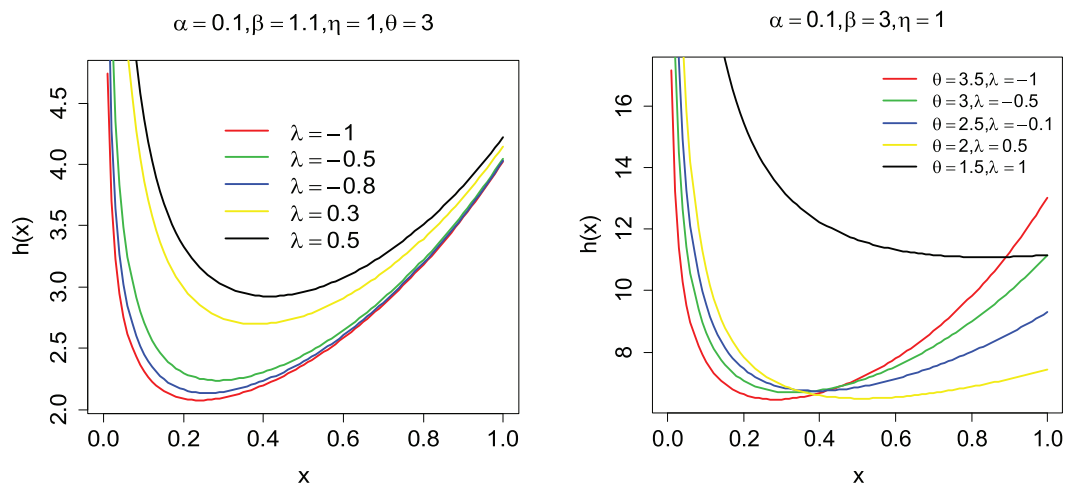 α = 0.1,β = 1.1,η = 1,θ = 3
h(x)
4.5
4.0
3.5
3.0
2.5
2.0
λ = −1
λ = −0.5
λ = −0.8
λ = 0.3
λ = 0.5
0.0 0.2 0.4 0.6 0.8 1.0
x
α = 0.1,β = 3,η = 1
h(x)
16
14
12
10
8
θ = 3.5,λ = −1
θ = 3,λ = −0.5
θ = 2.5,λ = −0.1
θ = 2,λ = 0.5
θ = 1.5,λ = 1
0.0 0.2 0.4 0.6 0.8 1.0
x